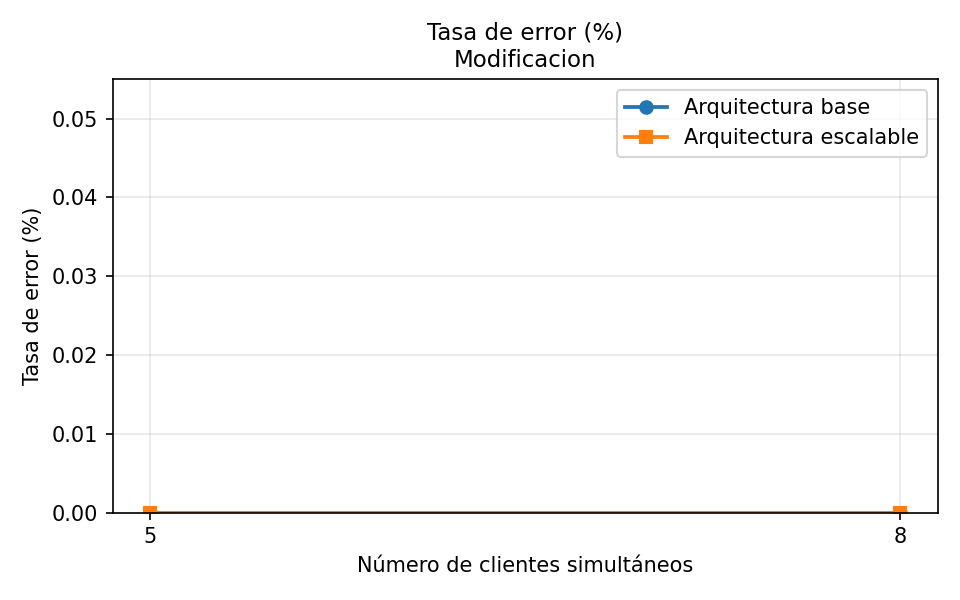 Tasa de error (%)
Modificacion
Arquitectura base
Arquitectura escalable
Tasa de error (%)
0.05
0.04
0.03
0.02
0.01
0.00
5
8
Número de clientes simultáneos